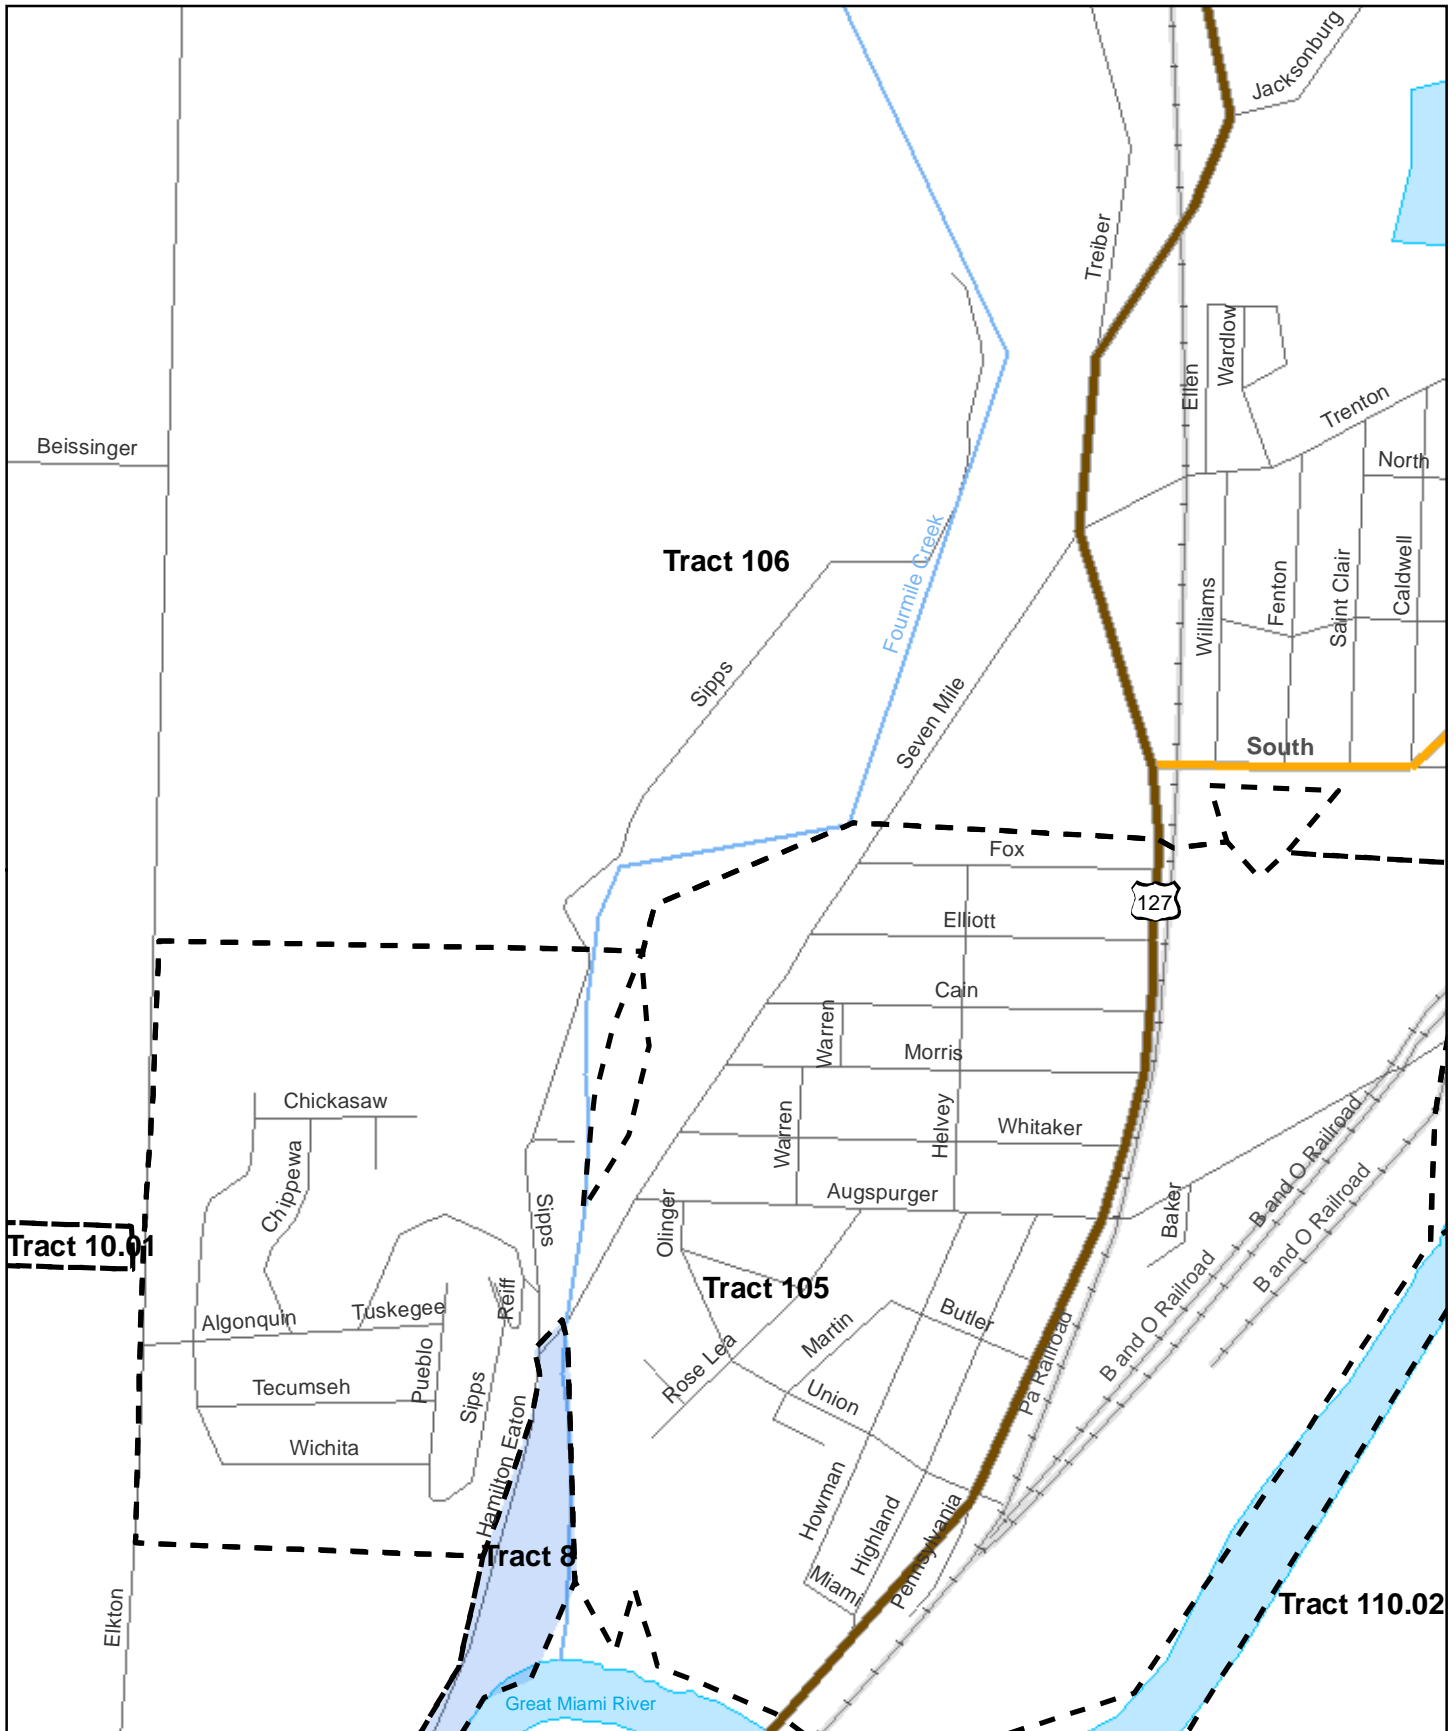 Jacksonburg
Treiber
Wardlow
Ellen
Trenton
Beissinger
North
Fourmile Creek
Tract 106
Saint Clair
Caldwell
Fenton
Williams
Sipps
Seven Mile
South
Fox
127
Elliott
Cain
Warren
Morris
Chickasaw
Warren
Helvey
Whitaker
B and O Railroad
Chippewa
Sipps
Olinger
Augspurger
Baker
B and O Railroad
Tract 10.01
Tract 105
Reiff
B and O Railroad
Algonquin
Tuskegee
Butler
Martin
Pa Railroad
Rose Lea
Pueblo
Tecumseh
Sipps
Union
Wichita
Hamilton Eaton
Howman
Highland
Pennsylvania
Tract 8
Miami
Elkton
Tract 110.02
Great Miami River